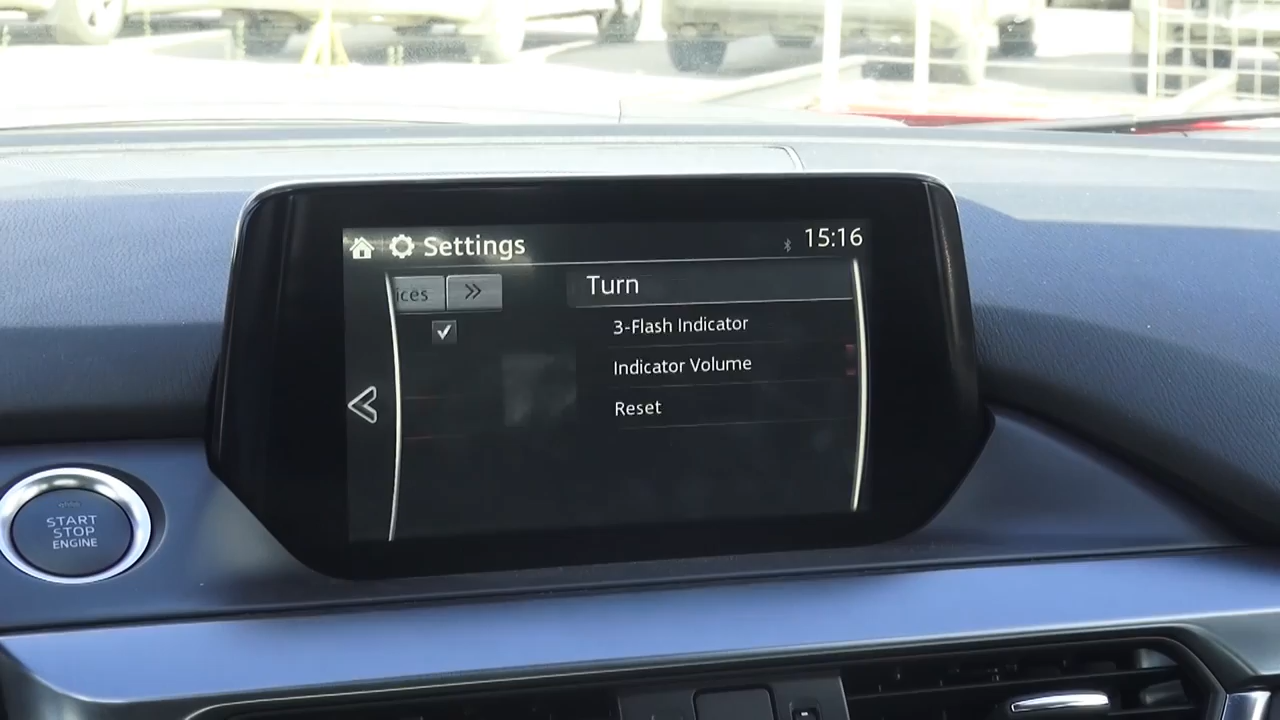 Settings
15:16
ices
Turn
3-Flash Indicator
Indicator Volume
Reset
START
STOP
ENGINE